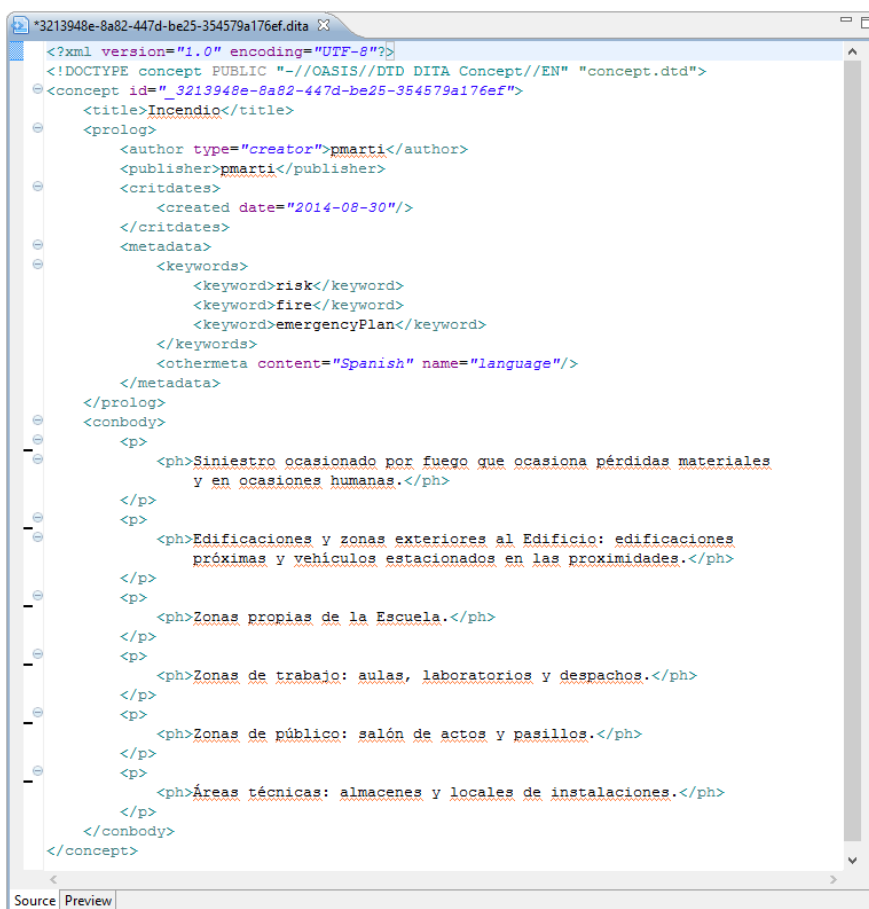 *3213948e-8a82-447d-be25-354579a176ef.dita
<?xml version="1.0" encoding="UTF-8"?>
<!DOCTYPE concept PUBLIC "-//OASIS//DTD DITA Concept//EN" "concept.dtd">
<concept id="_3213948e-8a82-447d-be25-354579a176ef">
<title>Incendio</title>
<prolog>
<author type="creator">pmarti</author>
<publisher>pmarti</publisher>
<critdates>
<created date="2014-08-30"/>
</critdates>
<metadata>
<keywords>
<keyword>risk</keyword>
<keyword>fire</keyword>
<keyword>emergencyPlan</keyword>
</keywords>
<othermeta content="Spanish" name="language"/>
</metadata>
</prolog>
<conbody>
<p>
<ph>Siniestro ocasionado por fuego que ocasiona pérdidas materiales
y en ocasiones humanas.</ph>
</p>
<p>
<ph>Edificaciones y zonas exteriores al Edificio: edificaciones
próximas y vehículos estacionados en las proximidades.</ph>
</p>
<p>
<ph>Zonas propias de la Escuela.</ph>
</p>
<p>
<ph>Zonas de trabajo: aulas, laboratorios y despachos.</ph>
</p>
<p>
<ph>Zonas de público: salón de actos y pasillos.</ph>
</p>
<p>
<ph>Áreas técnicas: almacenes y locales de instalaciones.</ph>
</p>
</conbody>
</concept>
Source Preview